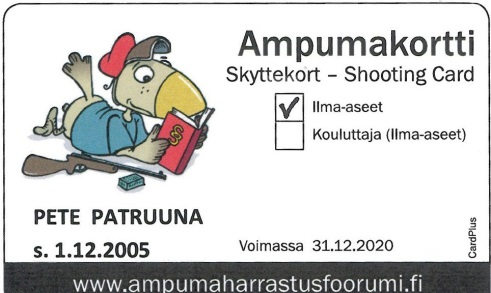 Ampumakortti
Skyttekort – Shooting Card
Ilma-aseet
Kouluttaja (Ilma-aseet)
PETE PATRUUNA
s. 1.12.2005
Voimassa 31.12.2020
CardPlus
www.ampumaharrastusfoorumi.fi